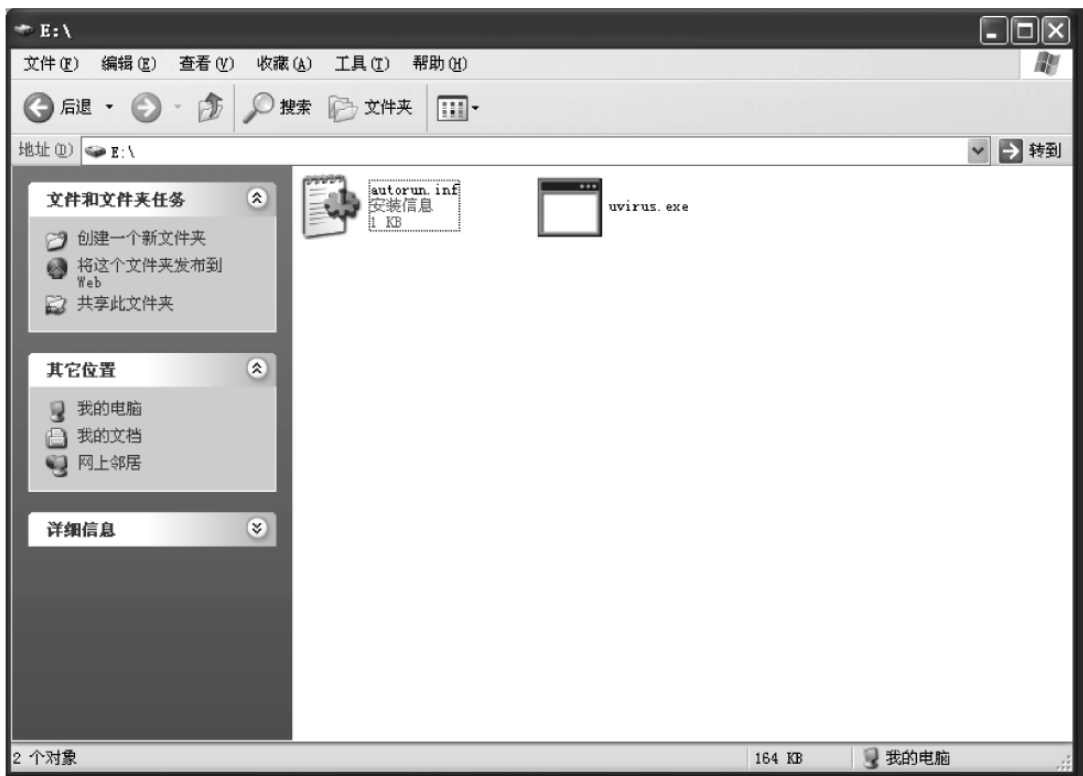 E:\
文件(F) 编辑(E) 查看(V) 收藏(A) 工具(T) 帮助(H)
后退 搜索 文件夹
地址(D) E:\ 转到
文件和文件夹任务
创建一个新文件夹
将这个文件夹发布到
Web
共享此文件夹
其它位置
我的电脑
我的文档
网上邻居
详细信息
autorun.inf
安装信息
1 KB
uvirus.exe
2 个对象 164 KB 我的电脑